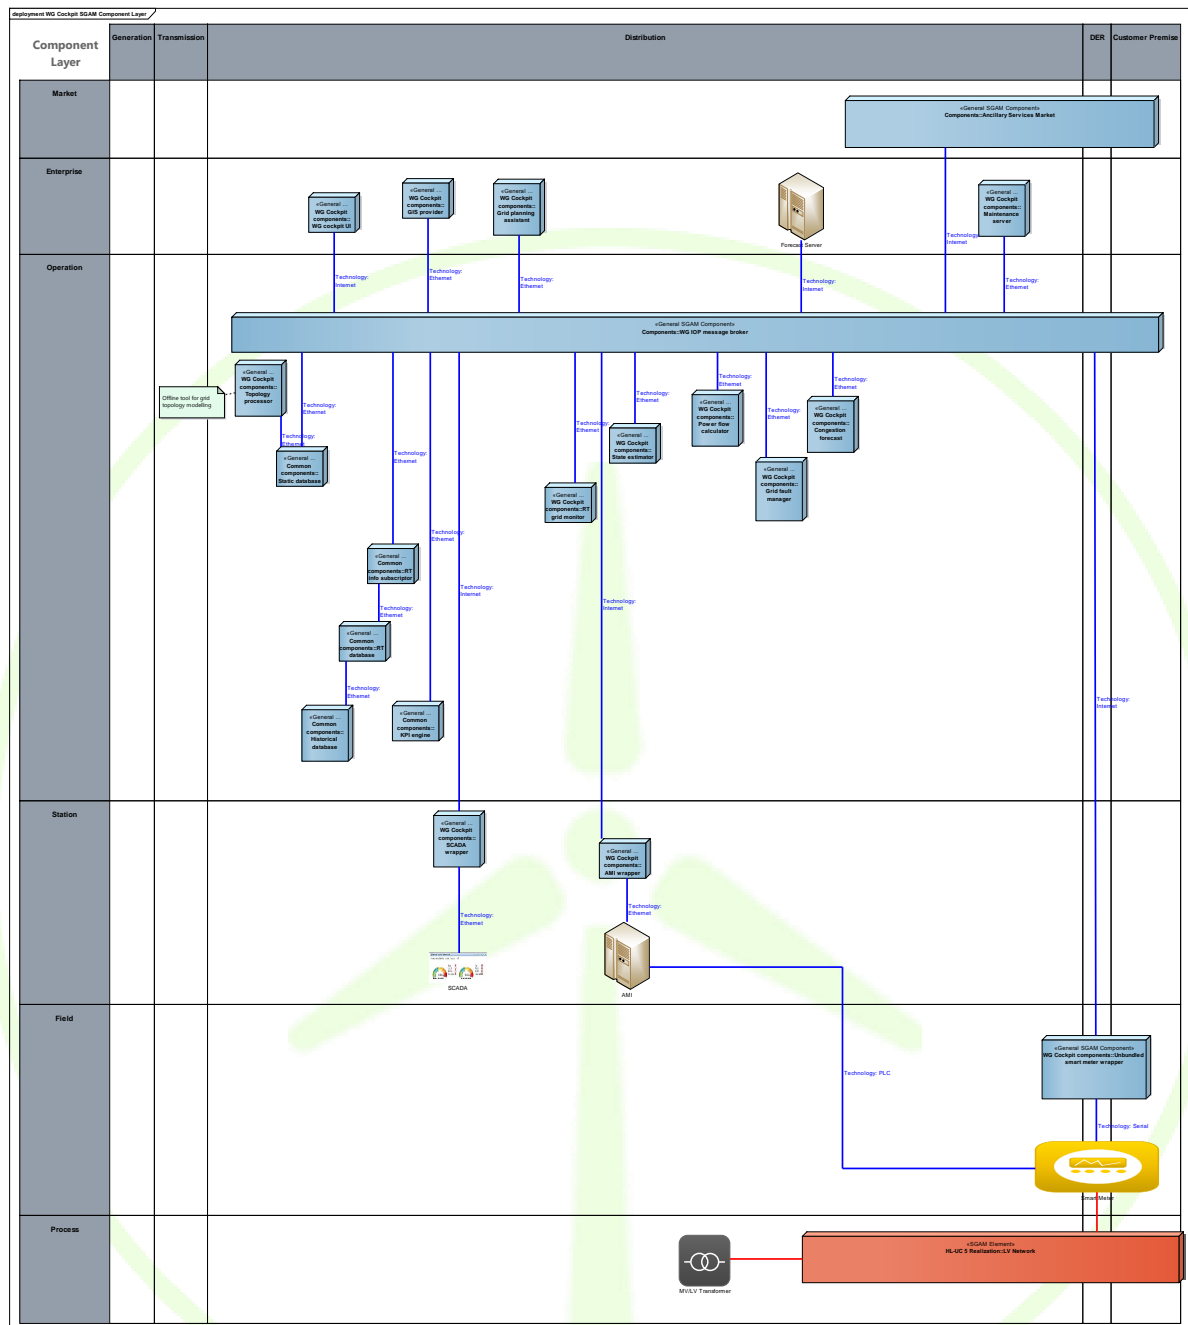 deployment WG Cockpit SGAM Component Layer
Component
Layer
Generation
Transmission
Distribution
DER
Customer Premise
Market
«General SGAM Component»
Components::Ancillary Services Market
Enterprise
«General ...
WG Cockpit
components::
WG cockpit UI
«General ...
WG Cockpit
components::
GIS provider
«General ...
WG Cockpit
components::
Grid planning
assistant
Forecast Server
Technology:
Internet
«General ...
WG Cockpit
components::
Maintenance
server
Operation
Technology:
Internet
Technology:
Ethernet
Technology:
Ethernet
Technology:
Internet
Technology:
Ethernet
«General SGAM Component»
Components::WG IOP message broker
Offline tool for grid
topology modelling
«General ...
WG Cockpit
components::
Topology
processor
Technology:
Ethernet
Technology:
Ethernet
«General ...
Common
components::
Static database
Technology:
Ethernet
Technology:
Ethernet
Technology:
Ethernet
Technology:
Ethernet
«General ...
WG Cockpit
components::
State estimator
Technology:
Ethernet
«General ...
WG Cockpit
components::
Power flow
calculator
Technology:
Ethernet
«General ...
WG Cockpit
components::
Grid fault
manager
Technology:
Ethernet
«General ...
WG Cockpit
components::
Congestion
forecast
«General ...
WG Cockpit
components::RT
grid monitor
Technology:
Ethernet
«General ...
Common
components::RT
info subscriptor
Technology:
Internet
Technology:
Internet
Technology:
Ethernet
«General ...
Common
components::RT
database
Technology:
Ethernet
«General ...
Common
components::
Historical
database
«General ...
Common
components::
KPI engine
Technology:
Internet
Station
«General ...
WG Cockpit
components::
SCADA
wrapper
«General ...
WG Cockpit
components::
AMI wrapper
Technology:
Ethernet
Technology:
Ethernet
SCADA
AMI
Field
«General SGAM Component»
WG Cockpit components::Unbundled
smart meter wrapper
Technology: PLC
Technology: Serial
Smart Meter
Process
«SGAM Element»
HL-UC 5 Realization::LV Network
MV/LV Transformer